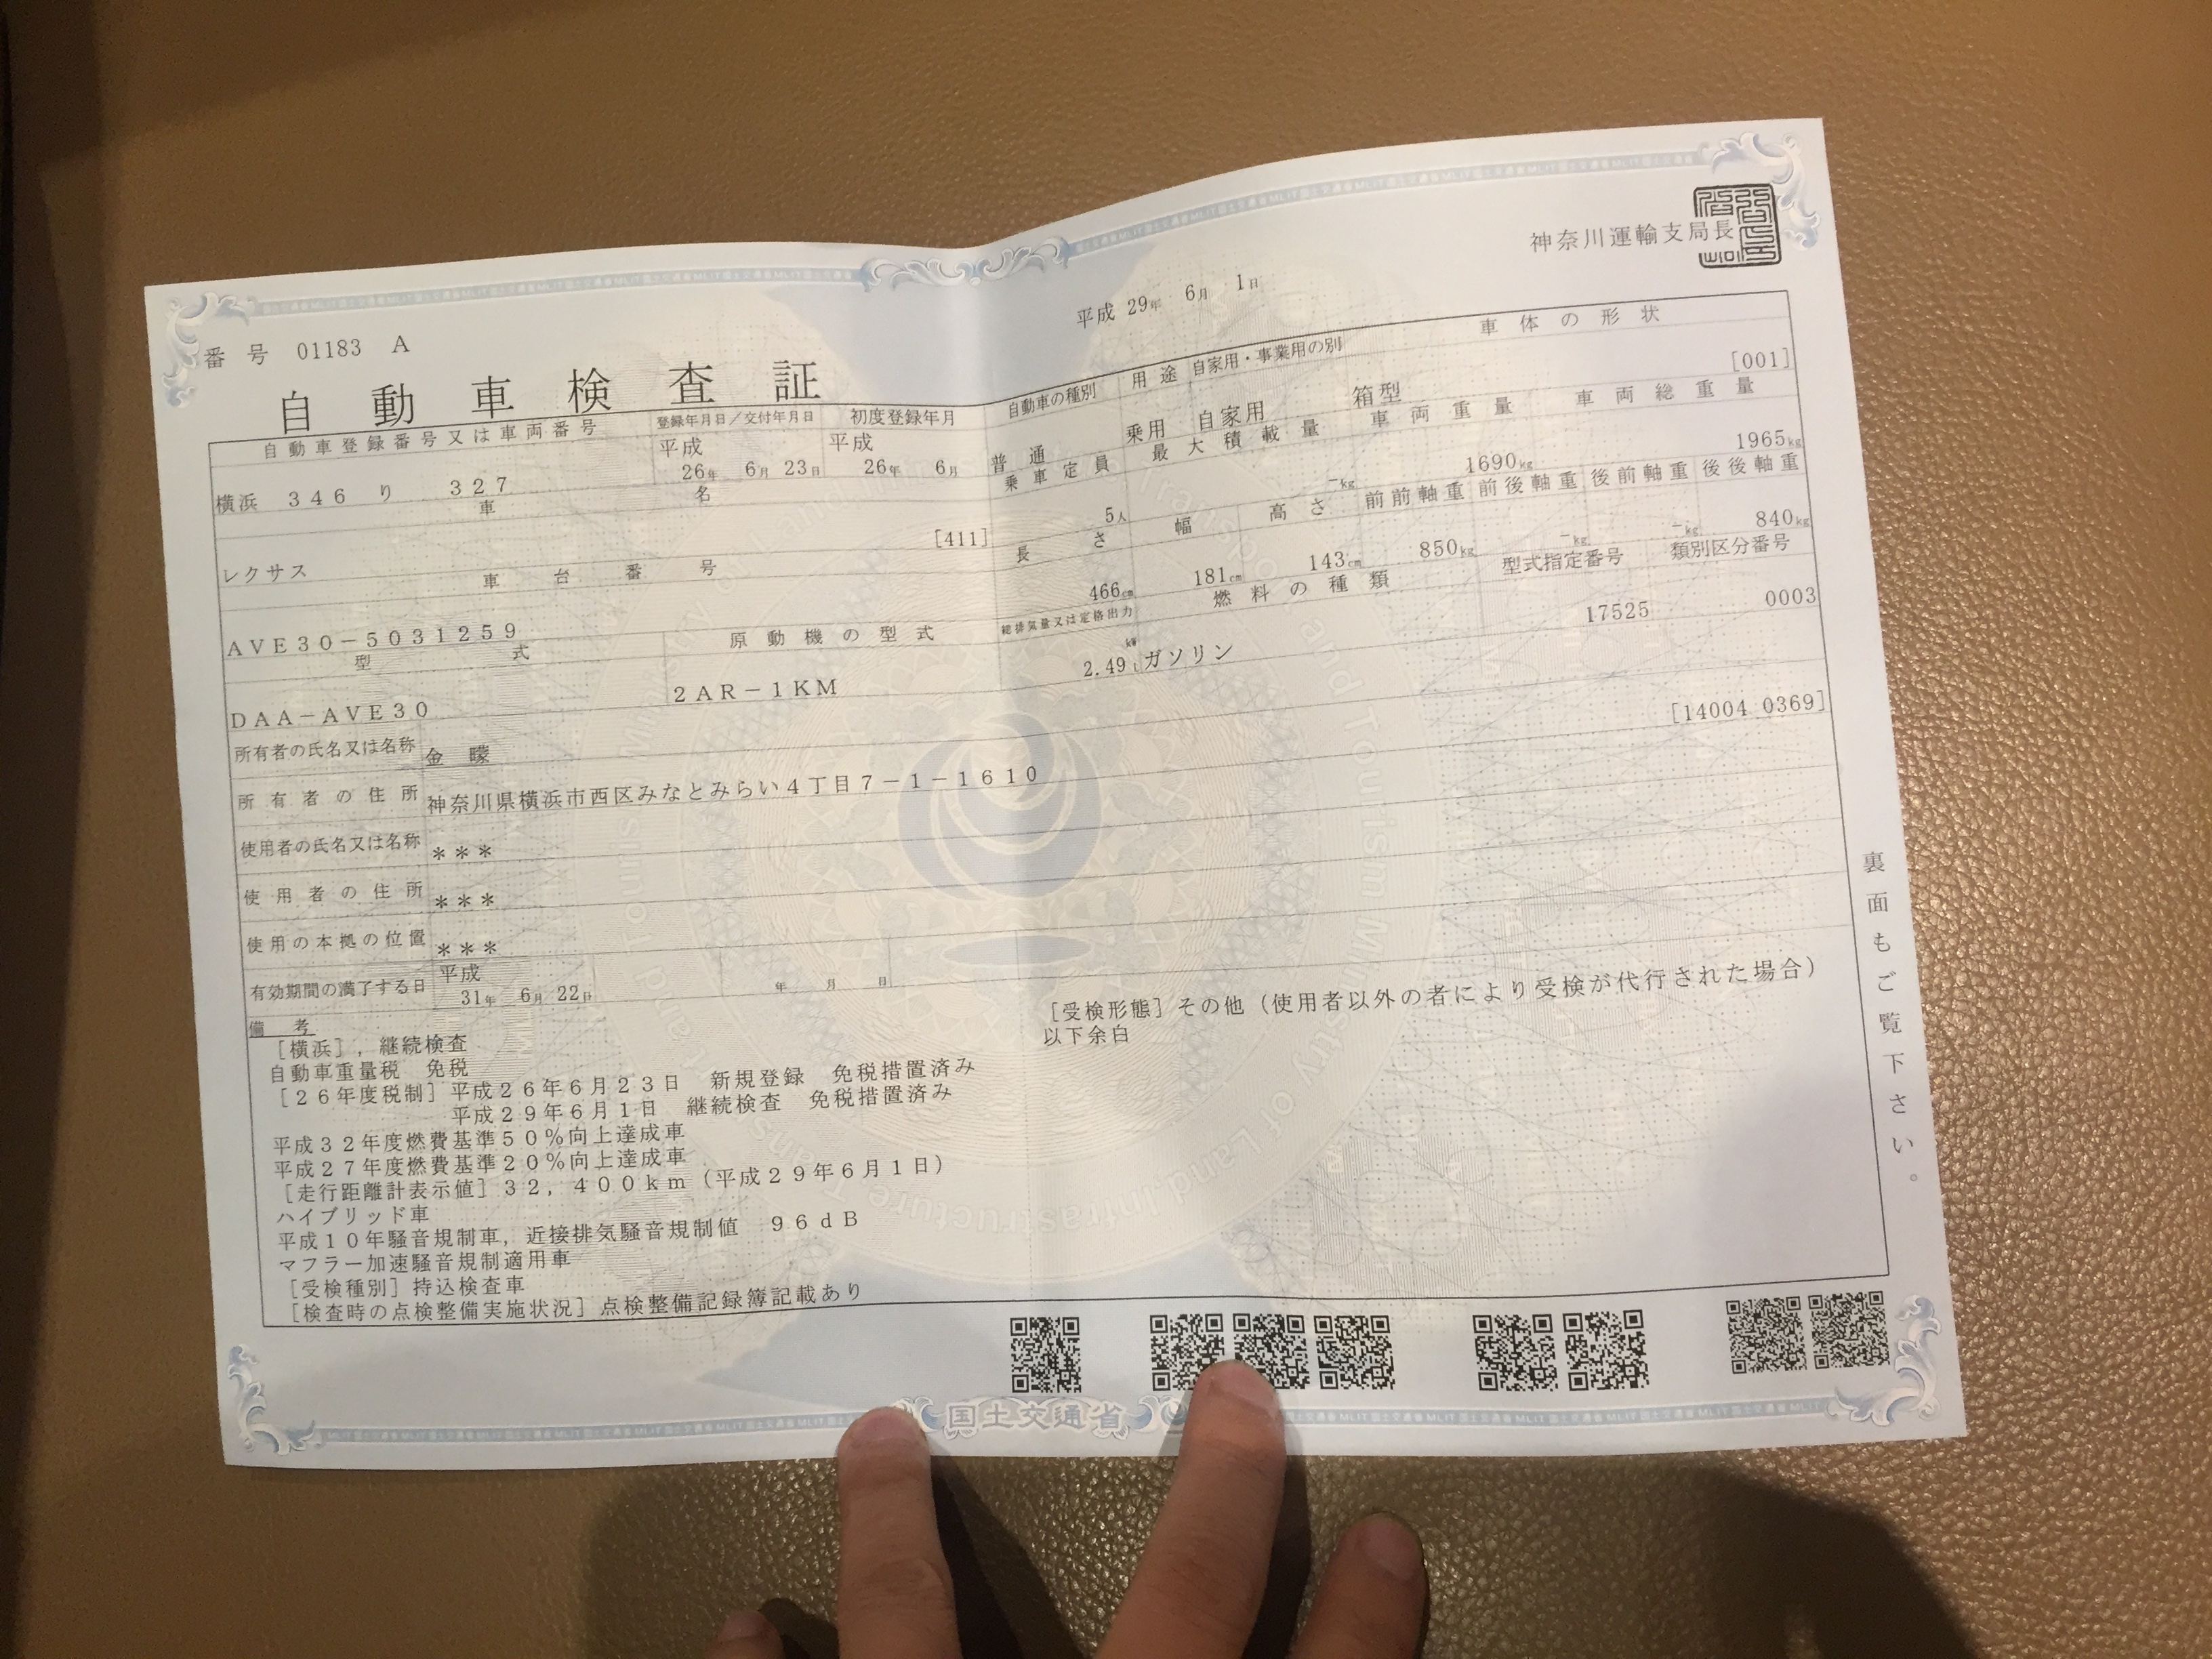 神奈川運輸支局長
平成 29年 6月 1日
番 号 01183 A
自 動 車 検 査 証
自動車登録番号又は車両番号 登録年月日／交付年月日 初度登録年月 自動車の種別 用途 自家用・事業用の別 車体の形状
横浜 346 り 327 平成 26年 6月 23日 平成 26年 6月 普通 乗用 自家用 箱型 [001]
車 名 乗車定員 最大積載量 車両重量 車両総重量
レクサス [411] 5人 -kg 1690kg 1965kg
車 台 番 号 長さ 幅 高さ 前前軸重 前後軸重 後前軸重 後後軸重
AVE30-5031259 466cm 181cm 143cm 850kg -kg -kg 840kg
型 式 原動機の型式 総排気量又は定格出力 燃料の種類 型式指定番号 類別区分番号
DAA-AVE30 2AR-1KM 2.49 kW L ガソリン 17525 0003
所有者の氏名又は名称 金 [14004 0369]
所有者の住所 神奈川県横浜市西区みなとみらい4丁目7-1-1610
使用者の氏名又は名称 ***
使用者の住所 ***
使用の本拠の位置 ***
有効期間の満了する日 平成 31年 6月 22日 年 月 日
備 考
[横浜]，継続検査
自動車重量税 免税
[26年度税制]平成26年6月23日 新規登録 免税措置済み
平成29年6月1日 継続検査 免税措置済み
平成32年度燃費基準50％向上達成車
平成27年度燃費基準20％向上達成車
[走行距離計表示値]32，400km（平成29年6月1日）
ハイブリッド車
平成10年騒音規制車，近接排気騒音規制値 96dB
マフラー加速騒音規制適用車
[受検種別]持込検査車
[検査時の点検整備実施状況]点検整備記録簿記載あり
[受検形態]その他（使用者以外の者により受検が代行された場合）
以下余白
裏面もご覧下さい。
国土交通省